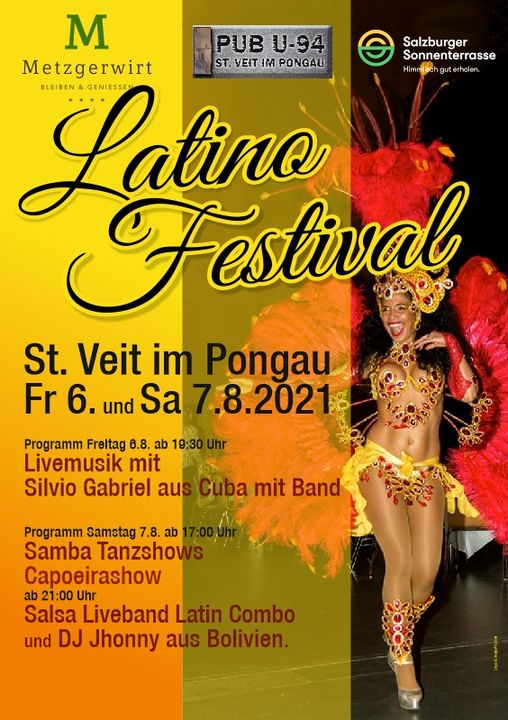 M
Metzgerwirt
BLEIBEN & GENIESSEN
PUB U-94
ST. VEIT IM PONGAU
Salzburger
Sonnenterrasse
Himmlisch gut erholen.
Latino
Festival
St. Veit im Pongau
Fr 6. und Sa 7.8.2021
Programm Freitag 6.8. ab 19:30 Uhr
Livemusik mit
Silvio Gabriel aus Cuba mit Band
Programm Samstag 7.8. ab 17:00 Uhr
Samba Tanzshows
Capoeirashow
ab 21:00 Uhr
Salsa Liveband Latin Combo
und DJ Jhonny aus Bolivien.